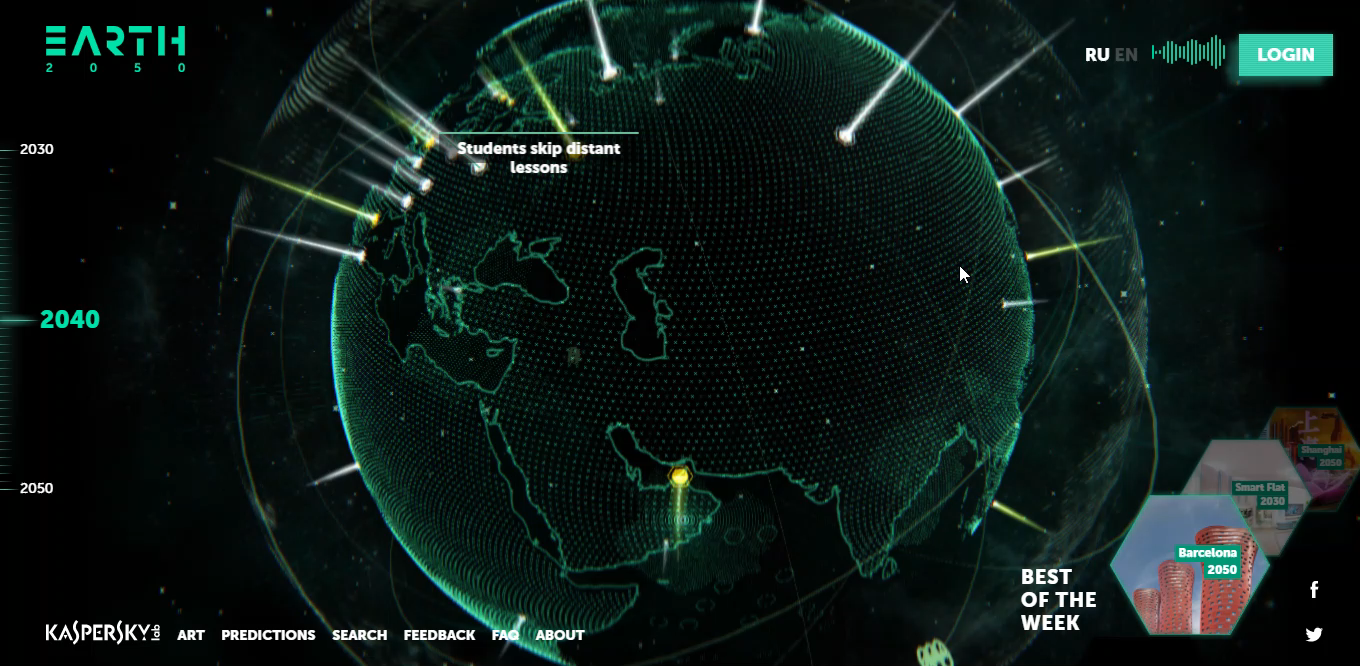 EARTH
2 0 5 0
RU EN
LOGIN
2030
Students skip distant
lessons
2040
2050
上
Shanghai
2050
Smart Flat
2030
Barcelona
2050
BEST
OF THE
WEEK
KASPERSKY lab
ART PREDICTIONS SEARCH FEEDBACK FAQ ABOUT